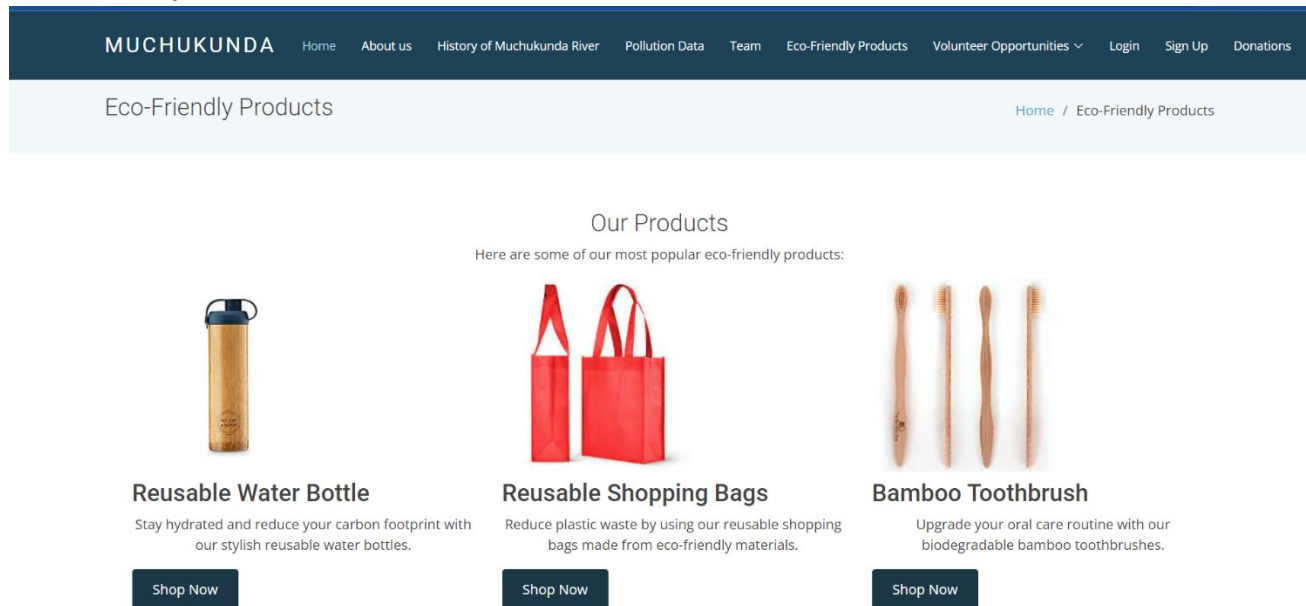 MUCHUKUNDA Home About us History of Muchukunda River Pollution Data Team Eco-Friendly Products Volunteer Opportunities Login Sign Up Donations
Eco-Friendly Products Home / Eco-Friendly Products
Our Products
Here are some of our most popular eco-friendly products:
Reusable Water Bottle
Stay hydrated and reduce your carbon footprint with
our stylish reusable water bottles.
Shop Now
Reusable Shopping Bags
Reduce plastic waste by using our reusable shopping
bags made from eco-friendly materials.
Shop Now
Bamboo Toothbrush
Upgrade your oral care routine with our
biodegradable bamboo toothbrushes.
Shop Now